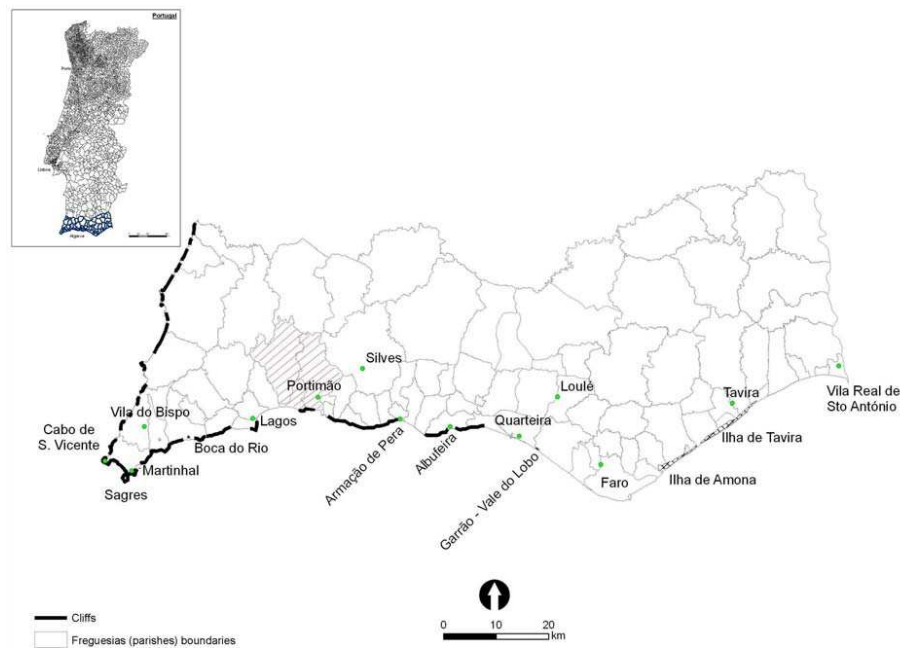 Portugal
Lisboa
Algarve
Silves
Portimão
Loulé
Tavira
Vila Real de
Sto António
Vila do Bispo
Lagos
Quarteira
Cabo de
S. Vicente
Boca do Rio
Ilha de Tavira
Martinhal
Armação de Pera
Albufeira
Garrão - Vale do Lobo
Faro
Ilha de Amona
Sagres
Cliffs
Freguesias (parishes) boundaries
0 10 20
km